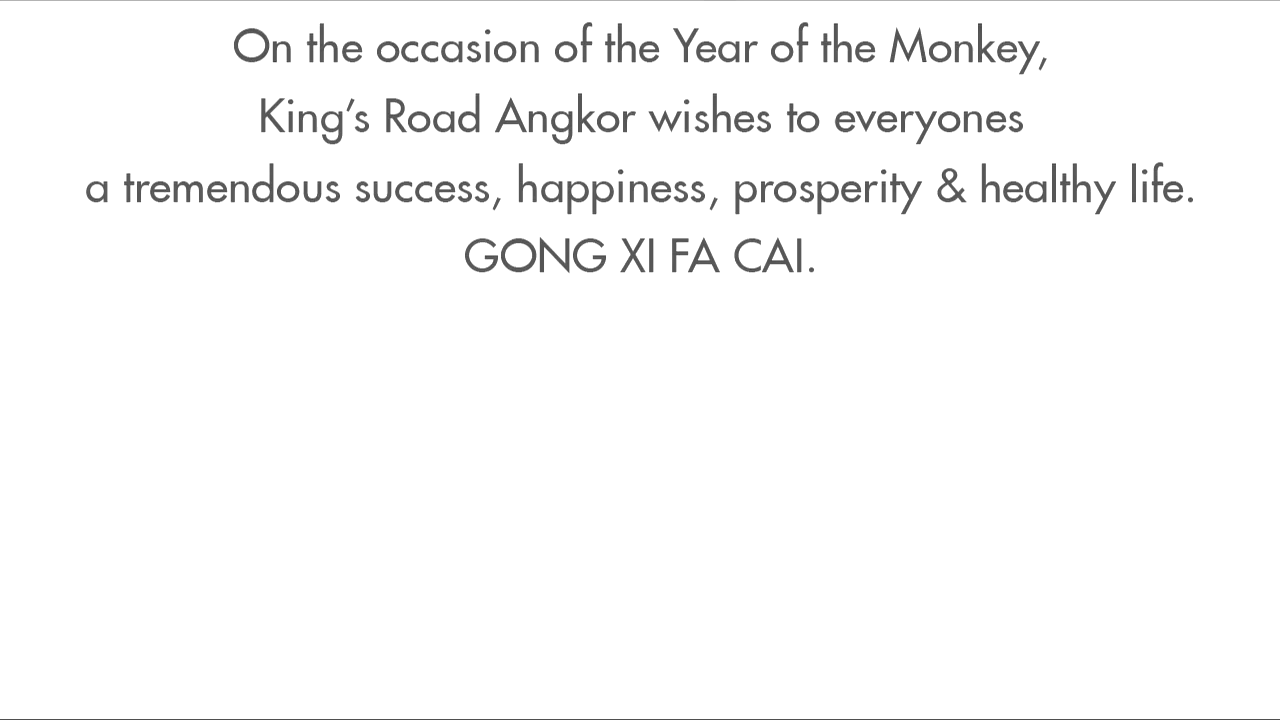 On the occasion of the Year of the Monkey,
King’s Road Angkor wishes to everyones
a tremendous success, happiness, prosperity & healthy life.
GONG XI FA CAI.